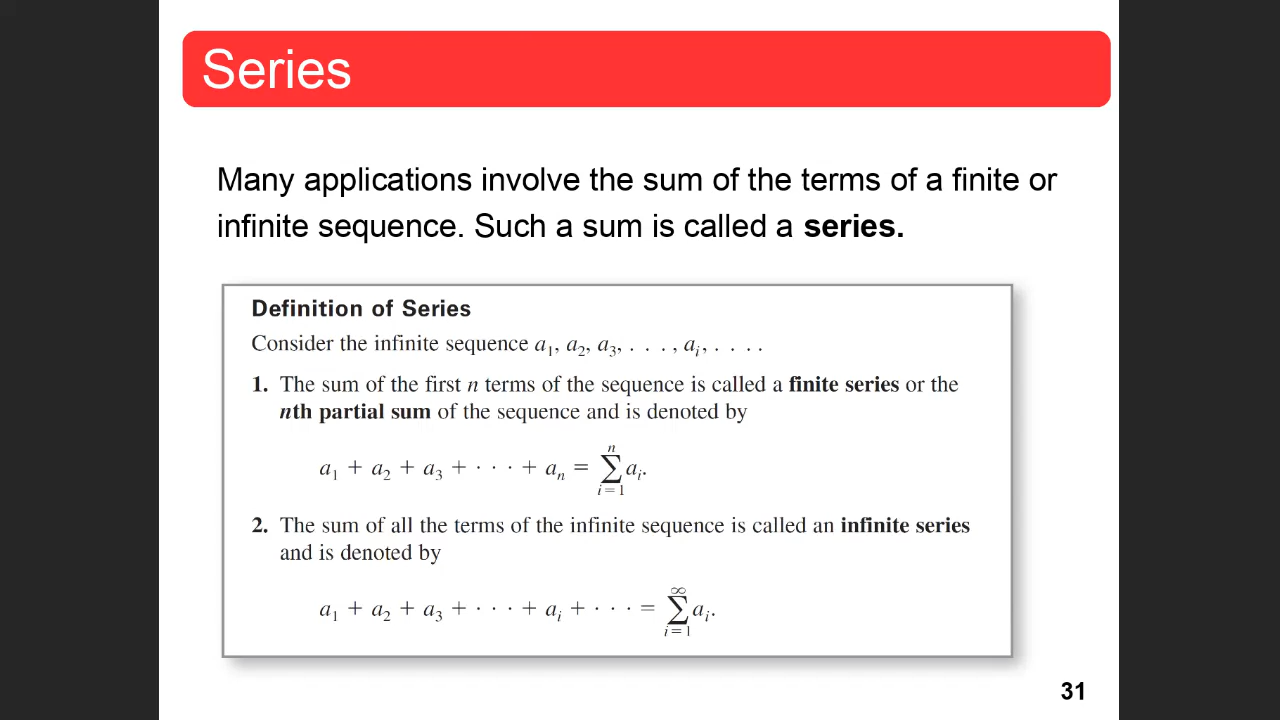 Series
Many applications involve the sum of the terms of a finite or
infinite sequence. Such a sum is called a series.
Definition of Series
Consider the infinite sequence a₁, a₂, a₃, . . . , aᵢ, . . . .
1. The sum of the first n terms of the sequence is called a finite series or the
nth partial sum of the sequence and is denoted by
a₁ + a₂ + a₃ + · · · + aₙ = ∑ⁿᵢ₌₁ aᵢ.
2. The sum of all the terms of the infinite sequence is called an infinite series
and is denoted by
a₁ + a₂ + a₃ + · · · + aᵢ + · · · = ∑^∞ᵢ₌₁ aᵢ.
31